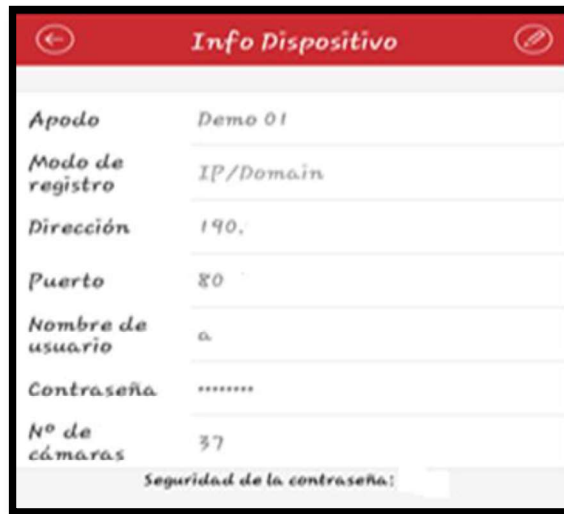 Info Dispositivo
Apodo Demo 01
Modo de
registro IP/Domain
Dirección 190.
Puerto 80
Nombre de
usuario a
Contraseña ••••••••
Nº de
cámaras 37
Seguridad de la contraseña: